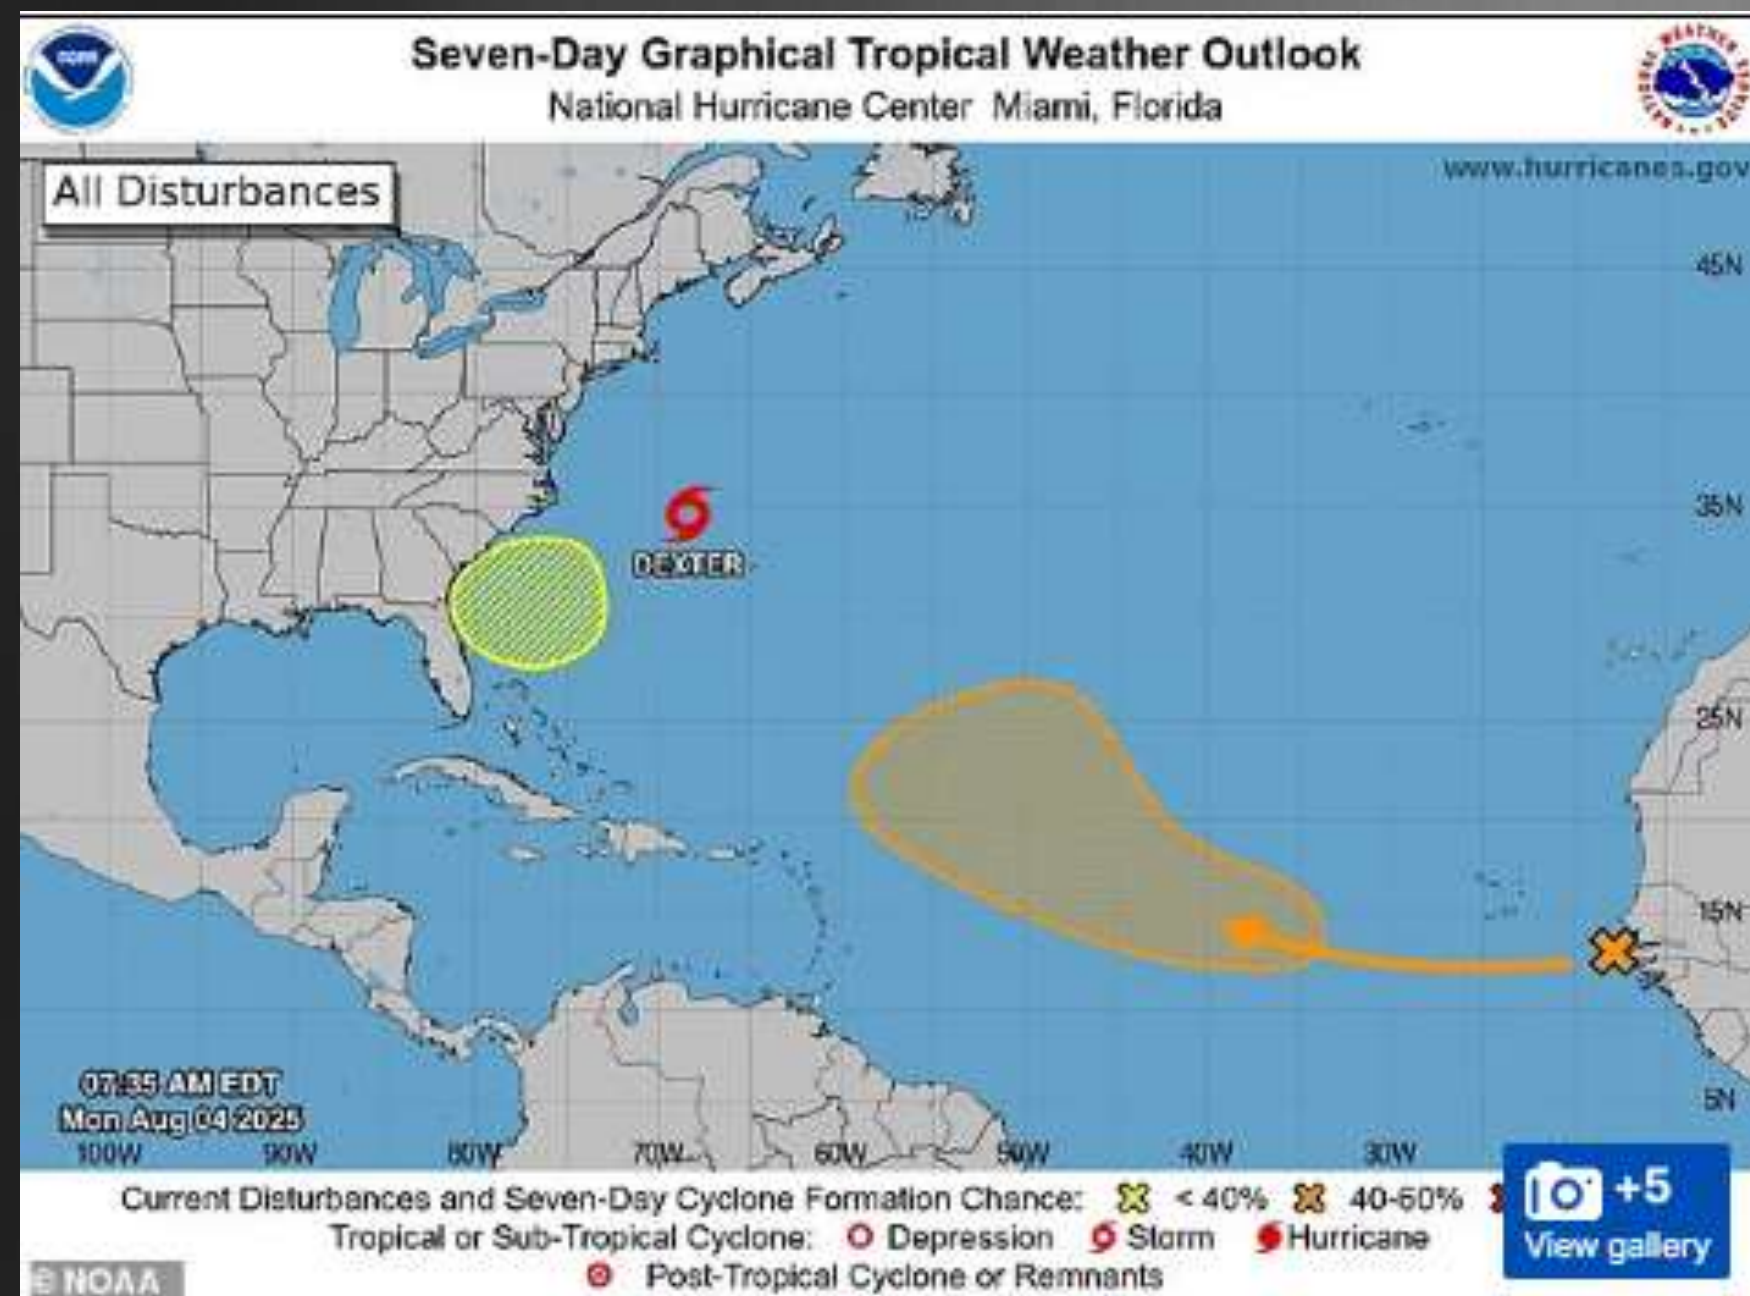 Seven-Day Graphical Tropical Weather Outlook
National Hurricane Center Miami, Florida
noaa
www.hurricanes.gov
All Disturbances
45N
35N
DEXTER
25N
15N
07:35 AM EDT
Mon Aug 04 2025
5N
100W 90W 80W 70W 60W 50W 40W 30W
Current Disturbances and Seven-Day Cyclone Formation Chance: < 40% 40-60%
Tropical or Sub-Tropical Cyclone: Depression Storm Hurricane
Post-Tropical Cyclone or Remnants
+5
View gallery
© NOAA